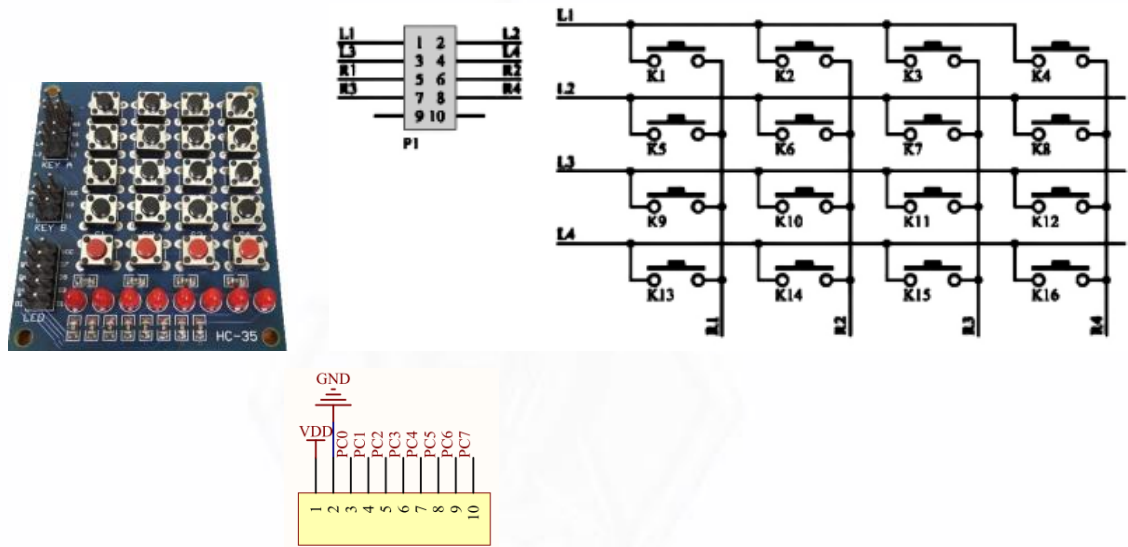 L1 L2
1 2
L3 L4
3 4
R1 R2
5 6
R3 R4
7 8
9 10
P1
L1
K1 K2 K3 K4
L2
K5 K6 K7 K8
L3
K9 K10 K11 K12
L4
K13 K14 K15 K16
R1 R2 R3 R4
KEY A
KEY B
LED
HC-35
GND
VDD PC0 PC1 PC2 PC3 PC4 PC5 PC6 PC7
1 2 3 4 5 6 7 8 9 10